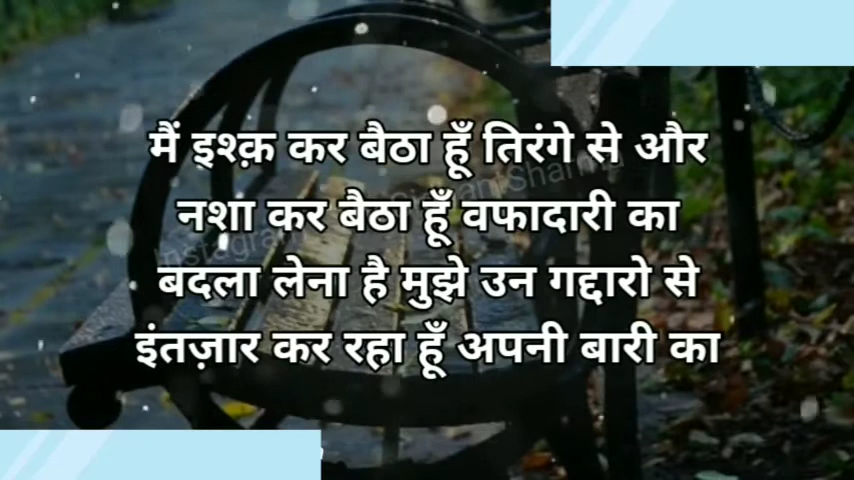 मैं इश्क़ कर बैठा हूँ तिरंगे से और
नशा कर बैठा हूँ वफादारी का
बदला लेना है मुझे उन गद्दारो से
इंतज़ार कर रहा हूँ अपनी बारी का